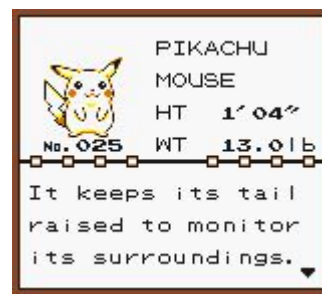 PIKACHU
MOUSE
HT 1′04″
No.025 WT 13.0lb
It keeps its tail
raised to monitor
its surroundings.